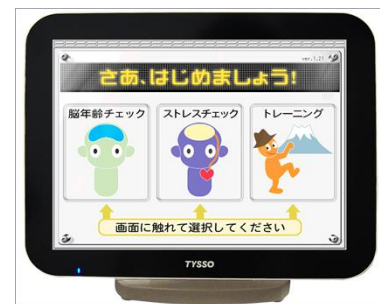 ver.1.21
さあ、はじめましょう!
脳年齢チェック
ストレスチェック
トレーニング
画面に触れて選択してください
TYSSO